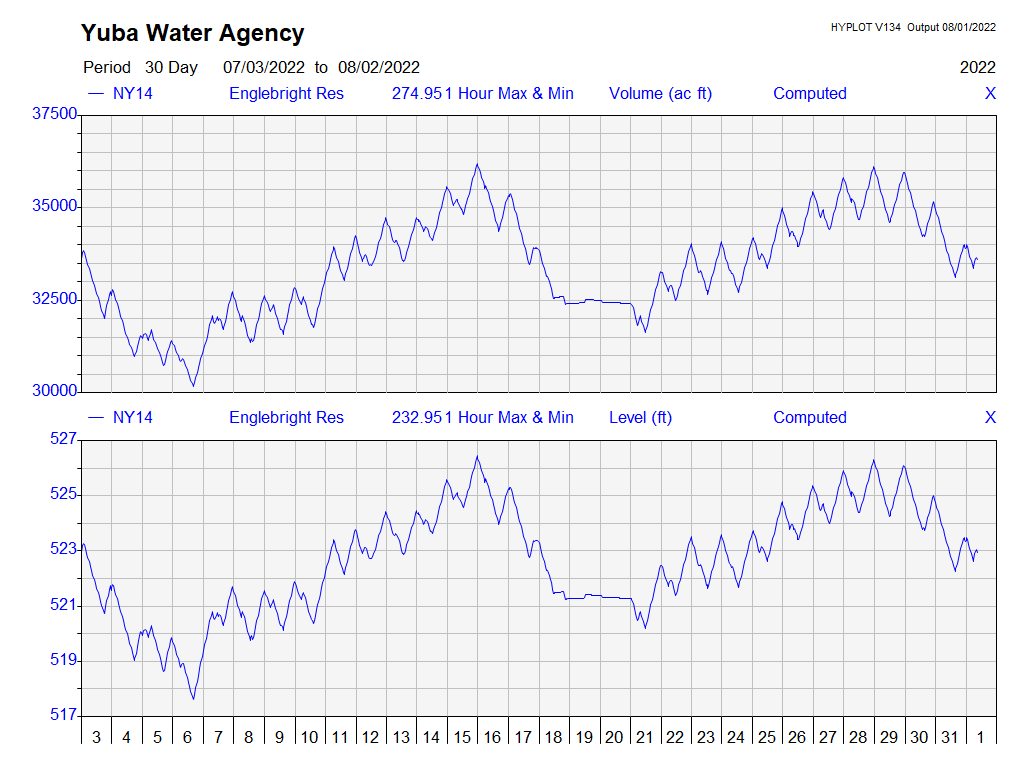 Yuba Water Agency
HYPLOT V134 Output 08/01/2022
Period 30 Day 07/03/2022 to 08/02/2022 2022
NY14 Englebright Res 274.951 Hour Max & Min Volume (ac ft) Computed X
37500
35000
32500
30000
NY14 Englebright Res 232.951 Hour Max & Min Level (ft) Computed X
527
525
523
521
519
517
3 4 5 6 7 8 9 10 11 12 13 14 15 16 17 18 19 20 21 22 23 24 25 26 27 28 29 30 31 1